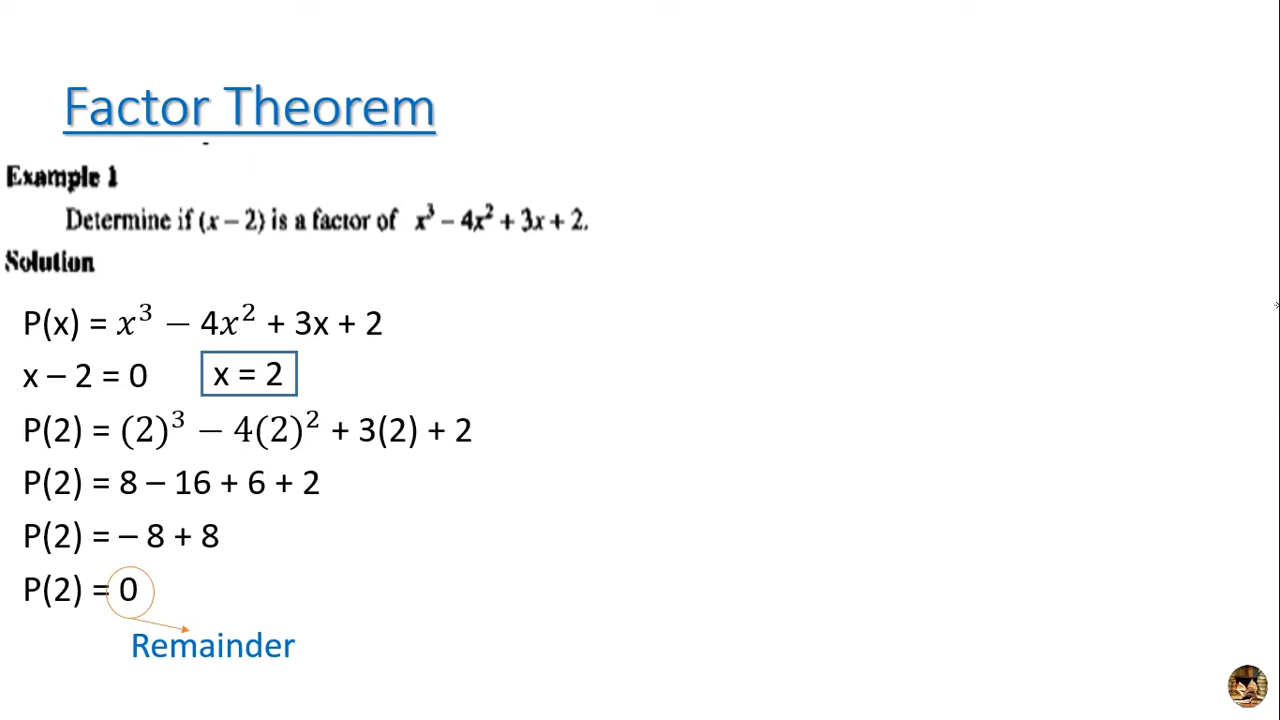 Factor Theorem
Example 1
Determine if (x – 2) is a factor of x³ – 4x² + 3x + 2.
Solution
P(x) = x³ − 4x² + 3x + 2
x – 2 = 0 x = 2
P(2) = (2)³ − 4(2)² + 3(2) + 2
P(2) = 8 – 16 + 6 + 2
P(2) = – 8 + 8
P(2) = 0
Remainder